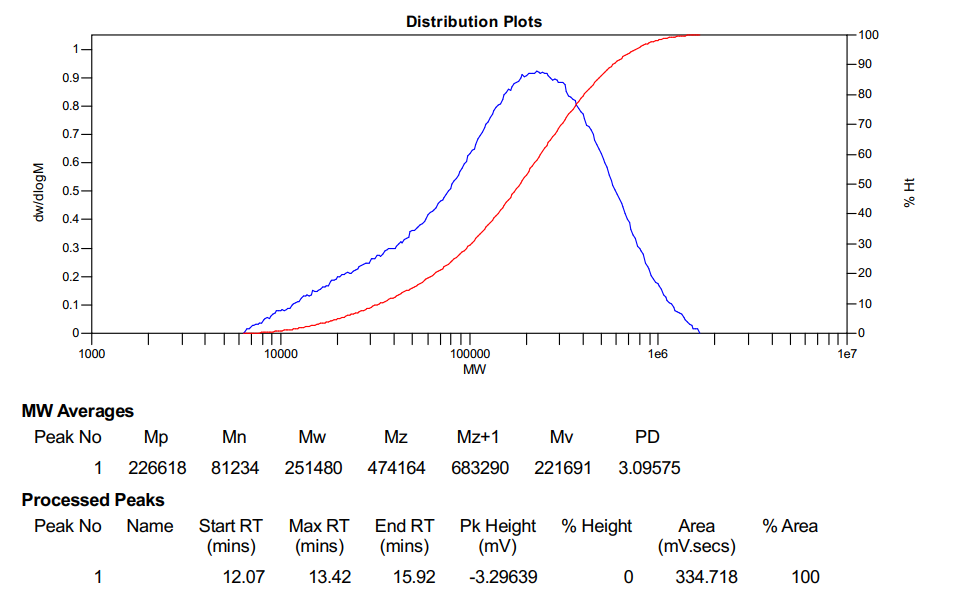 Distribution Plots
1
0.9
0.8
0.7
0.6
0.5
0.4
0.3
0.2
0.1
0
dw/dlogM
100
90
80
70
60
50
40
30
20
10
0
% Ht
1000 10000 100000 1e6 1e7
MW
MW Averages
Peak No Mp Mn Mw Mz Mz+1 Mv PD
1 226618 81234 251480 474164 683290 221691 3.09575
Processed Peaks
Peak No Name Start RT Max RT End RT Pk Height % Height Area % Area
(mins) (mins) (mins) (mV) (mV.secs)
1 12.07 13.42 15.92 -3.29639 0 334.718 100